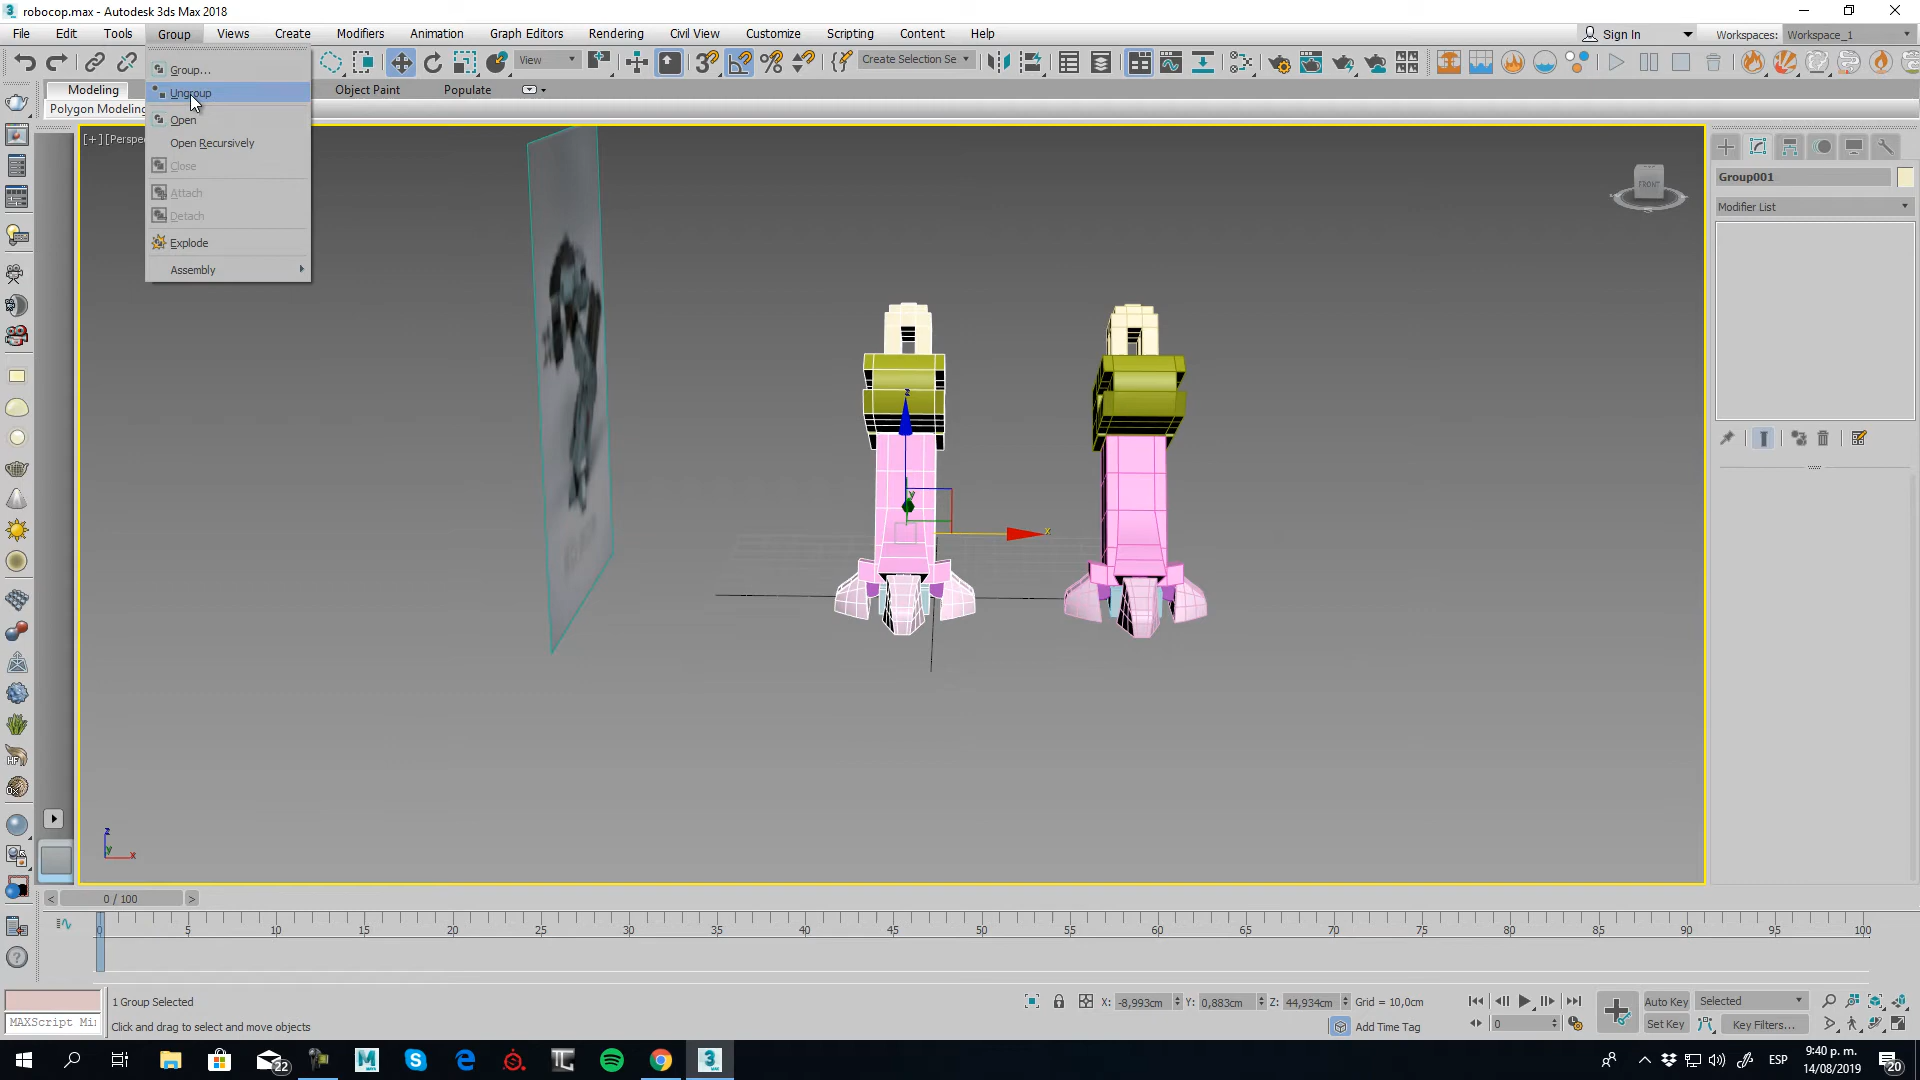 robocop.max - Autodesk 3ds Max 2018
File Edit Tools Group Views Create Modifiers Animation Graph Editors Rendering Civil View Customize Scripting Content Help
Sign In Workspaces: Workspace_1
View Create Selection Se
Modeling Object Paint Populate
Polygon Modeling
Group...
Ungroup
Open
Open Recursively
Close
Attach
Detach
Explode
Assembly
[+] [Perspe
FRONT
Group001
Modifier List
z
y
x
z
y
x
0 / 100
0 5 10 15 20 25 30 35 40 45 50 55 60 65 70 75 80 85 90 95 100
1 Group Selected
X: -8,993cm Y: 0,883cm Z: 44,934cm Grid = 10,0cm
Auto Key Selected
MAXScript Mi
Click and drag to select and move objects
Add Time Tag
0
Set Key Key Filters...
22
ESP
9:40 p. m.
14/08/2019
20